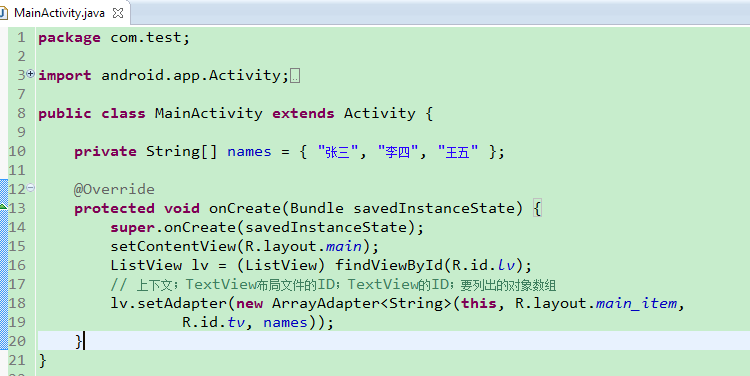 MainActivity.java
1 package com.test;
2
3 import android.app.Activity;
7
8 public class MainActivity extends Activity {
9
10 private String[] names = { "张三", "李四", "王五" };
11
12 @Override
13 protected void onCreate(Bundle savedInstanceState) {
14 super.onCreate(savedInstanceState);
15 setContentView(R.layout.main);
16 ListView lv = (ListView) findViewById(R.id.lv);
17 // 上下文；TextView布局文件的ID；TextView的ID；要列出的对象数组
18 lv.setAdapter(new ArrayAdapter<String>(this, R.layout.main_item,
19 R.id.tv, names));
20 }
21 }